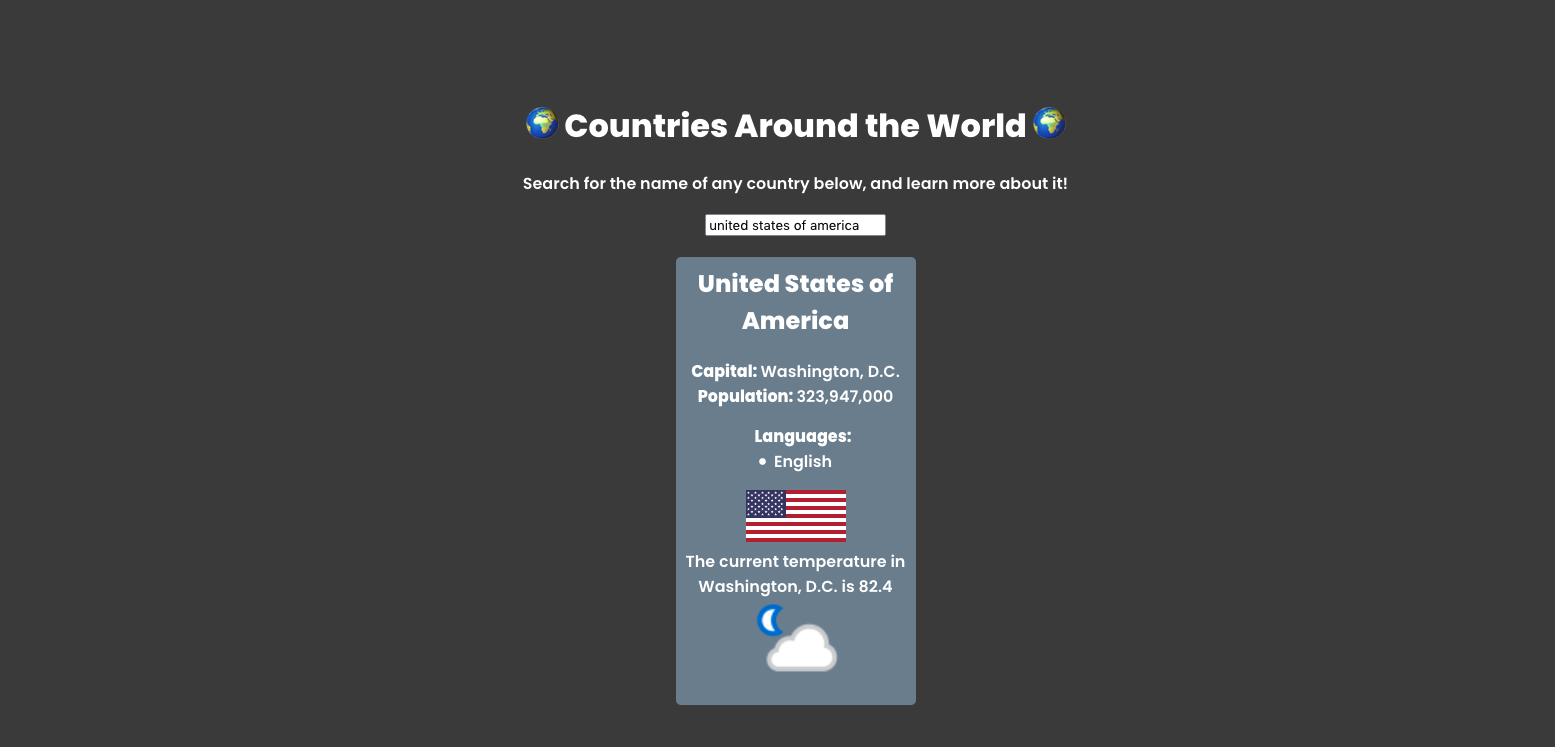 Countries Around the World
Search for the name of any country below, and learn more about it!
united states of america
United States of
America
Capital: Washington, D.C.
Population: 323,947,000
Languages:
• English
The current temperature in
Washington, D.C. is 82.4